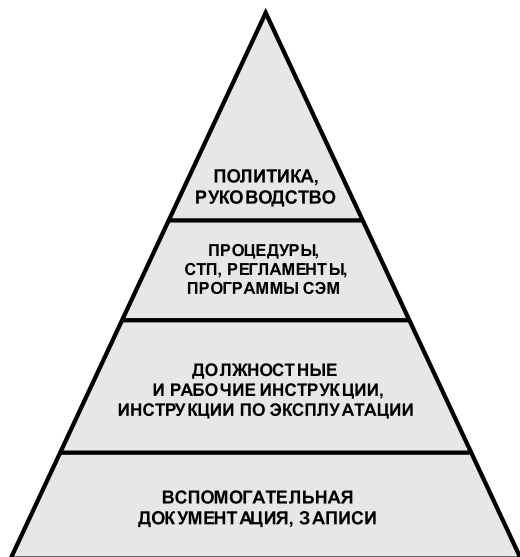 ПОЛИТИКА,
РУКОВОДСТВО
ПРОЦЕДУРЫ,
СТП, РЕГЛАМЕНТЫ,
ПРОГРАММЫ СЭМ
ДОЛЖНОСТНЫЕ
И РАБОЧИЕ ИНСТРУКЦИИ,
ИНСТРУКЦИИ ПО ЭКСПЛУАТАЦИИ
ВСПОМОГАТЕЛЬНАЯ
ДОКУМЕНТАЦИЯ, ЗАПИСИ